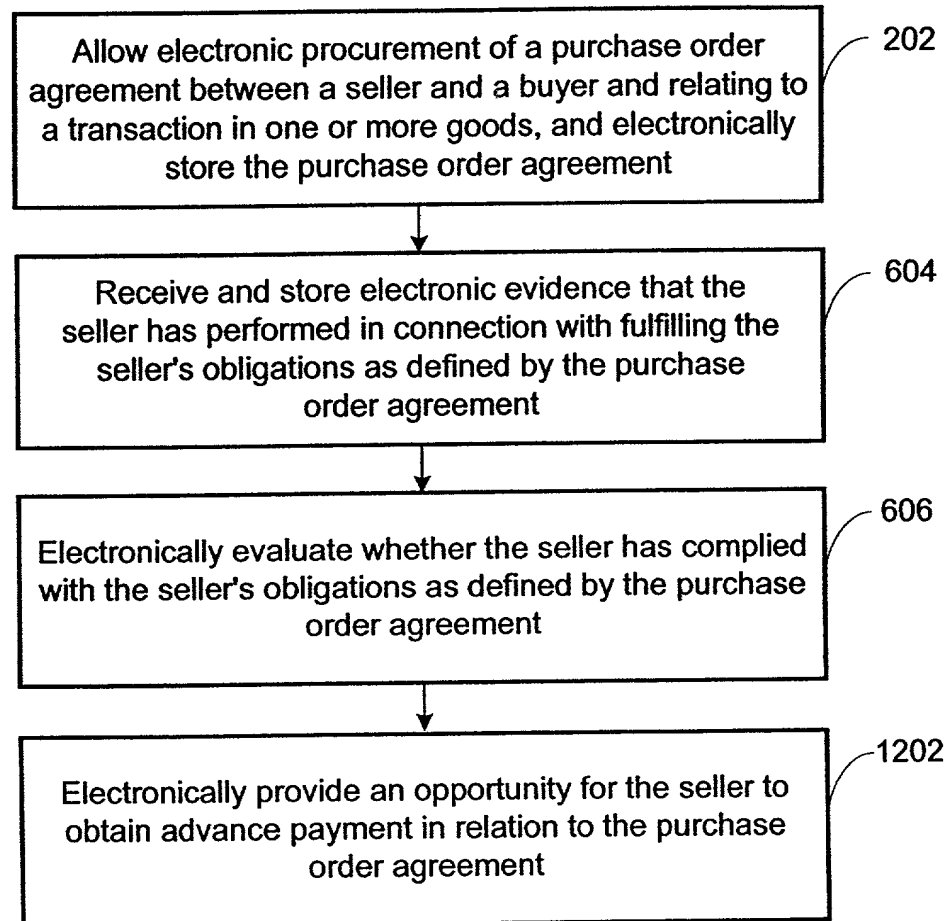 Allow electronic procurement of a purchase order
agreement between a seller and a buyer and relating to
a transaction in one or more goods, and electronically
store the purchase order agreement
202
Receive and store electronic evidence that the
seller has performed in connection with fulfilling the
seller's obligations as defined by the purchase
order agreement
604
Electronically evaluate whether the seller has complied
with the seller's obligations as defined by the purchase
order agreement
606
Electronically provide an opportunity for the seller to
obtain advance payment in relation to the purchase
order agreement
1202